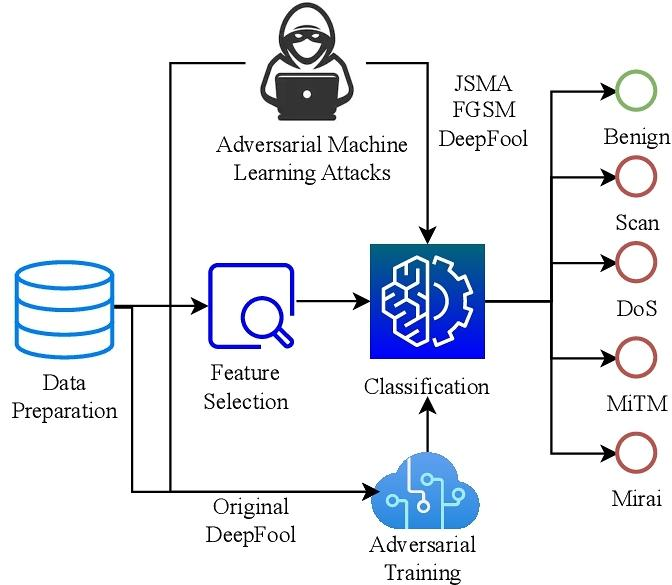 JSMA
FGSM
DeepFool
Adversarial Machine
Learning Attacks
Benign
Scan
DoS
MiTM
Mirai
Data
Preparation
Feature
Selection
Classification
Original
DeepFool
Adversarial
Training